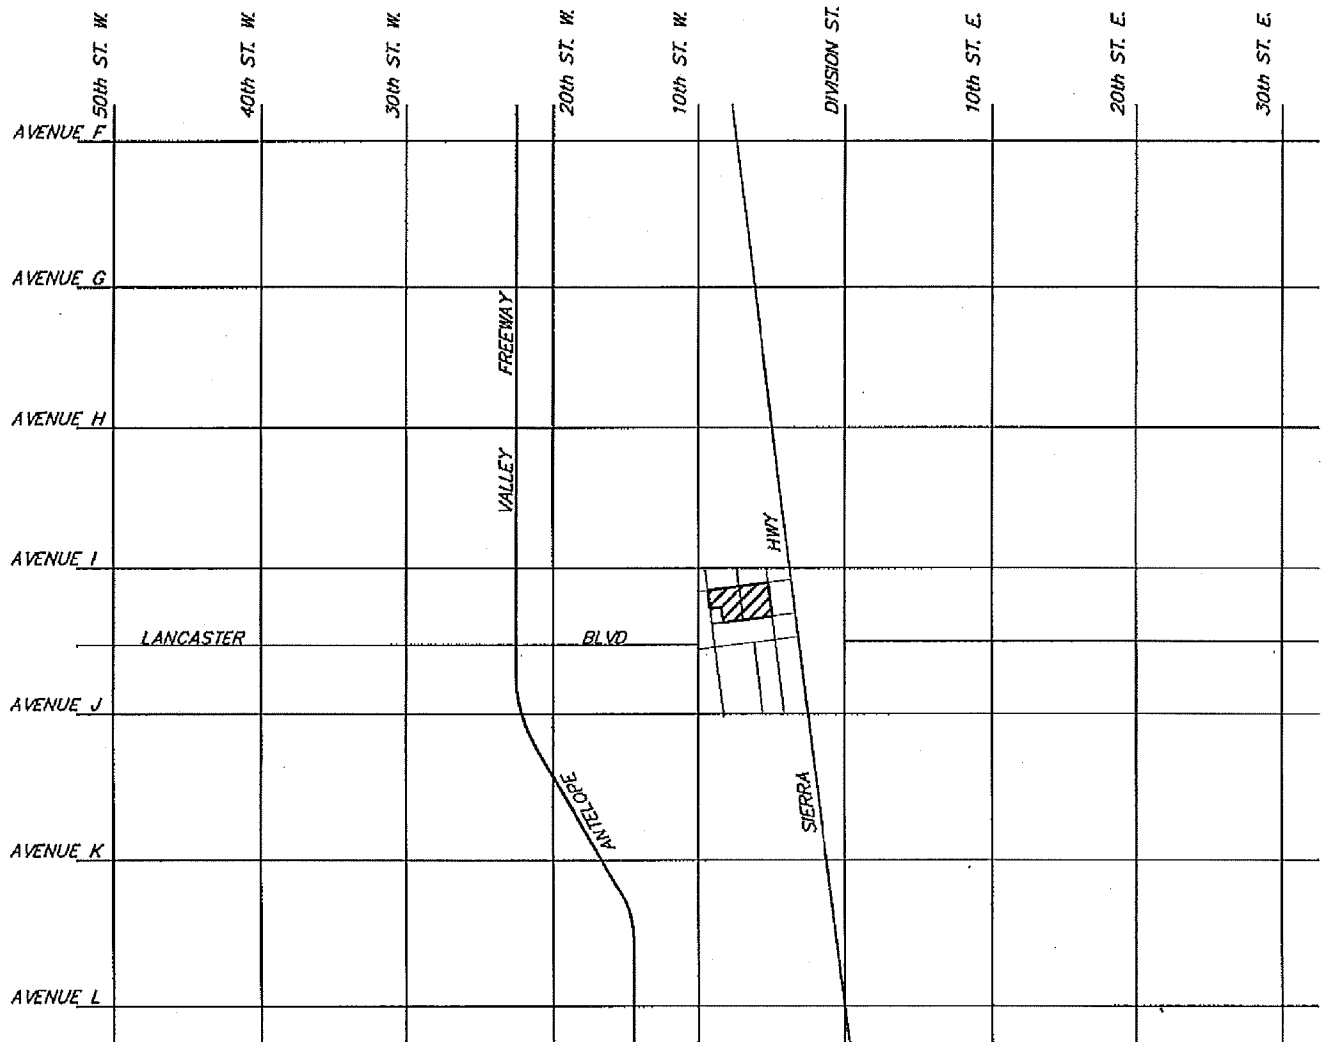 50th ST. W.
40th ST. W.
30th ST. W.
20th ST. W.
10th ST. W.
DIVISION ST.
10th ST. E.
20th ST. E.
30th ST. E.
AVENUE F
AVENUE G
FREEWAY
AVENUE H
VALLEY
HWY
AVENUE I
LANCASTER
BLVD
AVENUE J
ANTELOPE
SIERRA
AVENUE K
AVENUE L